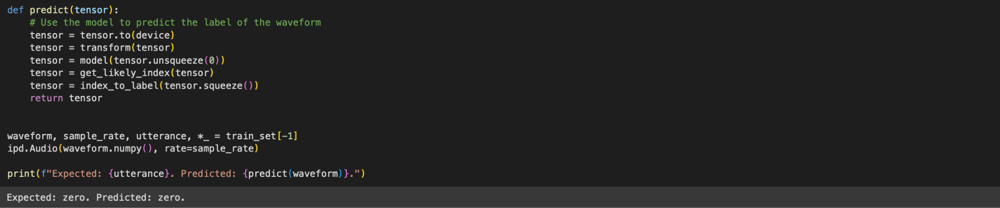 def predict(tensor):
    # Use the model to predict the label of the waveform
    tensor = tensor.to(device)
    tensor = transform(tensor)
    tensor = model(tensor.unsqueeze(0))
    tensor = get_likely_index(tensor)
    tensor = index_to_label(tensor.squeeze())
    return tensor
waveform, sample_rate, utterance, *_ = train_set[-1]
ipd.Audio(waveform.numpy(), rate=sample_rate)
print(f"Expected: {utterance}. Predicted: {predict(waveform)}.")
Expected: zero. Predicted: zero.